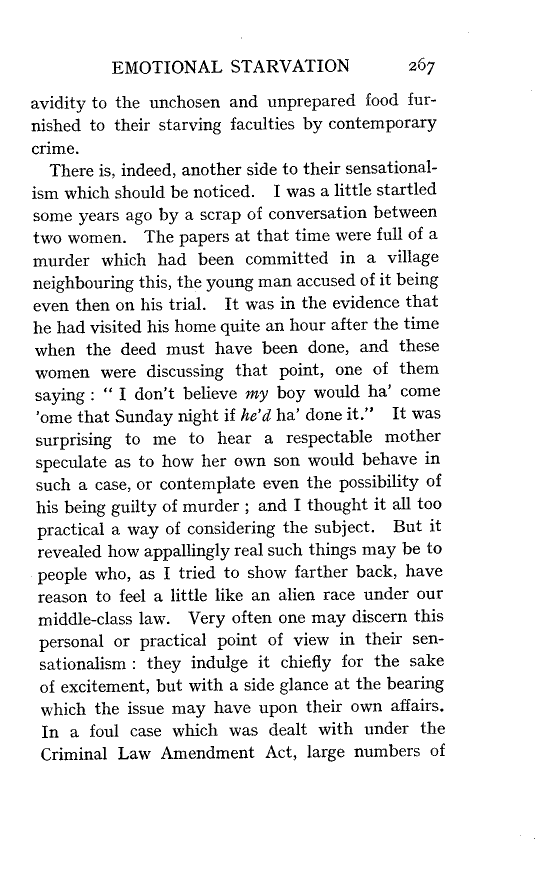 EMOTIONAL STARVATION 267
avidity to the unchosen and unprepared food fur-
nished to their starving faculties by contemporary
crime.
There is, indeed, another side to their sensational-
ism which should be noticed. I was a little startled
some years ago by a scrap of conversation between
two women. The papers at that time were full of a
murder which had been committed in a village
neighbouring this, the young man accused of it being
even then on his trial. It was in the evidence that
he had visited his home quite an hour after the time
when the deed must have been done, and these
women were discussing that point, one of them
saying : “ I don't believe my boy would ha' come
'ome that Sunday night if he'd ha' done it.” It was
surprising to me to hear a respectable mother
speculate as to how her own son would behave in
such a case, or contemplate even the possibility of
his being guilty of murder ; and I thought it all too
practical a way of considering the subject. But it
revealed how appallingly real such things may be to
people who, as I tried to show farther back, have
reason to feel a little like an alien race under our
middle-class law. Very often one may discern this
personal or practical point of view in their sen-
sationalism : they indulge it chiefly for the sake
of excitement, but with a side glance at the bearing
which the issue may have upon their own affairs.
In a foul case which was dealt with under the
Criminal Law Amendment Act, large numbers of